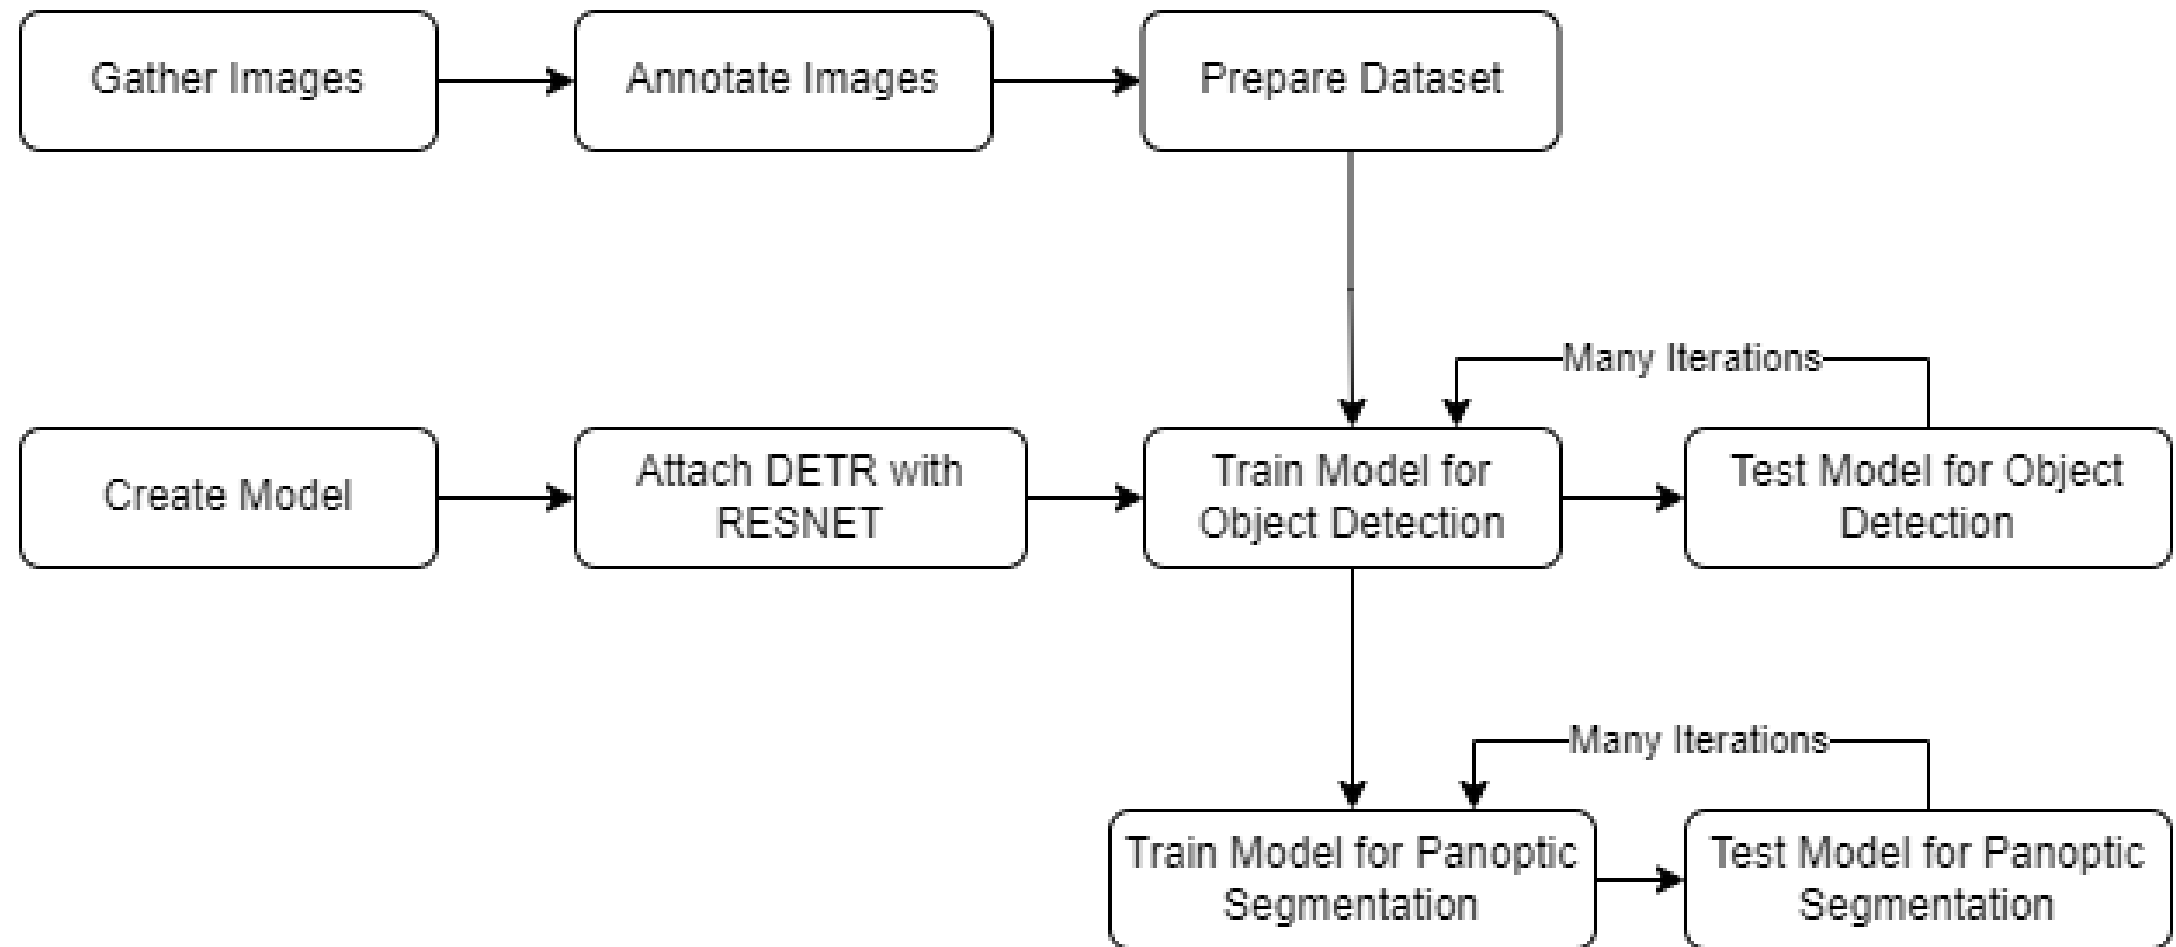 Gather Images
Annotate Images
Prepare Dataset
Many Iterations
Create Model
Attach DETR with
RESNET
Train Model for
Object Detection
Test Model for Object
Detection
Many Iterations
Train Model for Panoptic
Segmentation
Test Model for Panoptic
Segmentation